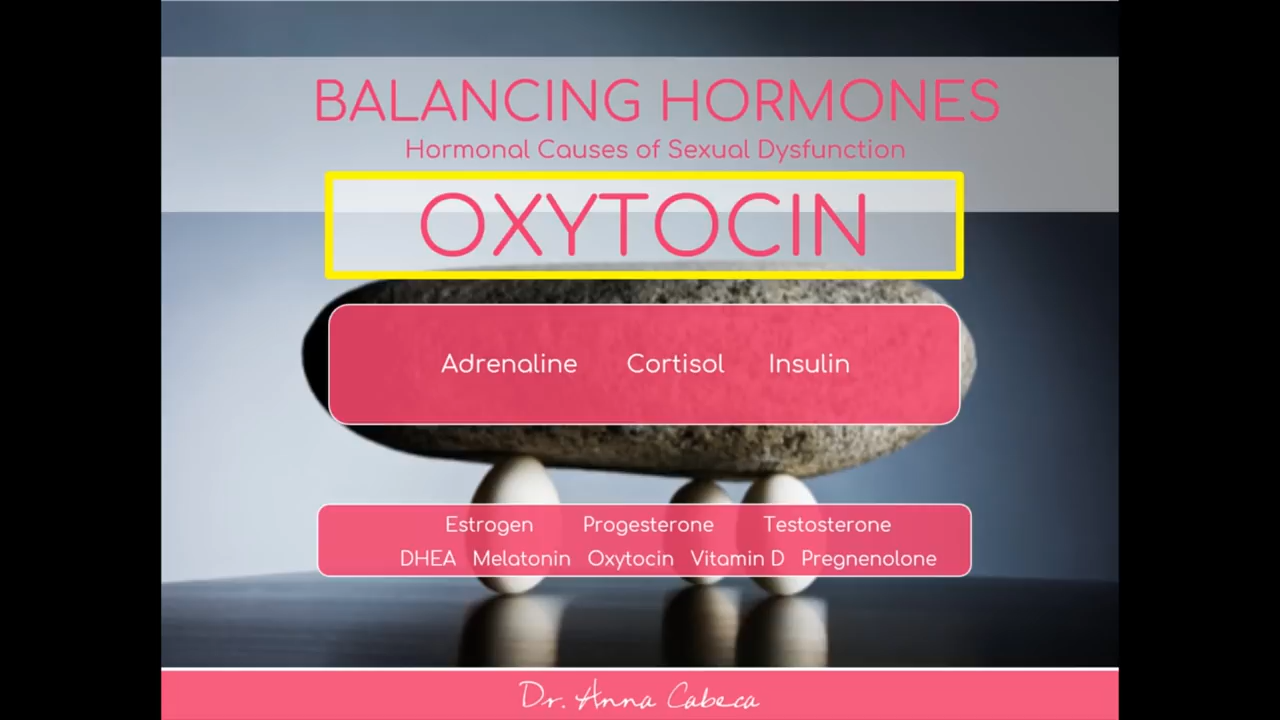 BALANCING HORMONES
Hormonal Causes of Sexual Dysfunction
OXYTOCIN
Adrenaline Cortisol Insulin
Estrogen Progesterone Testosterone
DHEA Melatonin Oxytocin Vitamin D Pregnenolone
Dr. Anna Cabeca